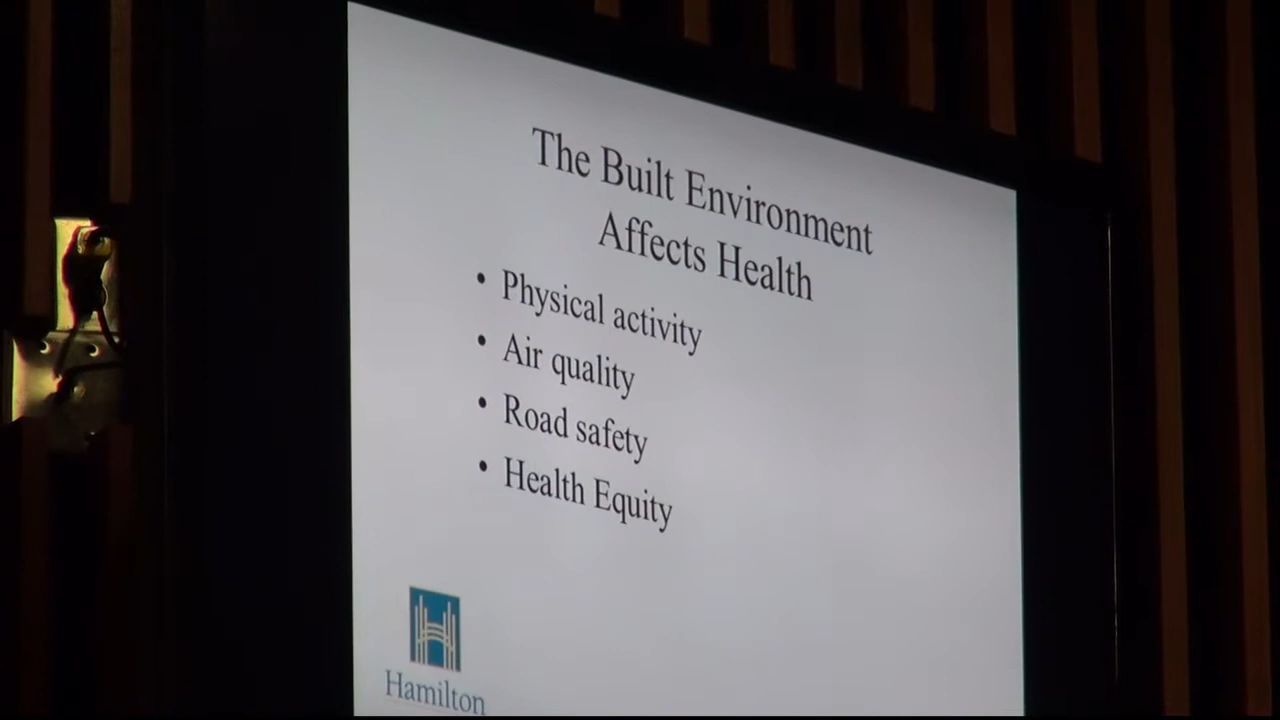 The Built Environment
Affects Health
• Physical activity
• Air quality
• Road safety
• Health Equity
Hamilton